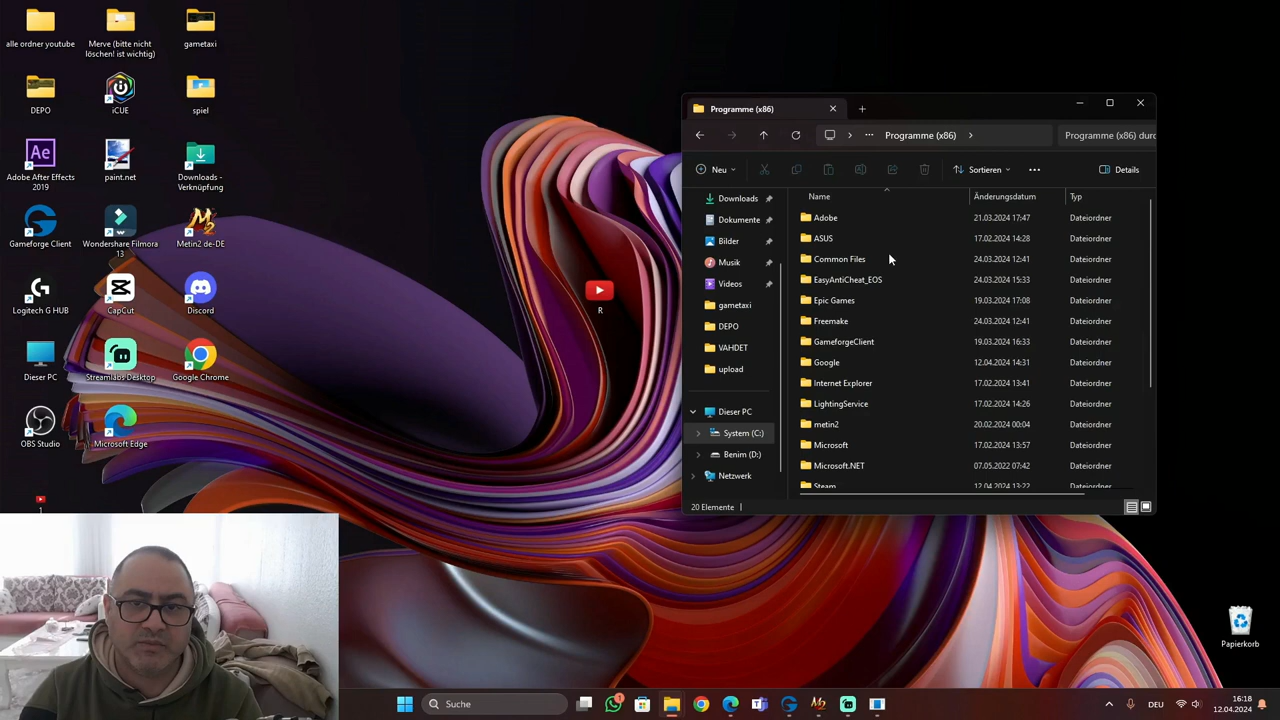 alle ordner youtube
Merve (bitte nicht
löschen! ist wichtig)
gametaxi
DEPO
iCUE
spiel
Adobe After Effects
2019
paint.net
Downloads -
Verknüpfung
Gameforge Client
Wondershare Filmora
13
Metin2 de-DE
Logitech G HUB
CapCut
Discord
Dieser PC
Streamlabs Desktop
Google Chrome
OBS Studio
Microsoft Edge
1
R
Papierkorb
Programme (x86)
Programme (x86)
Programme (x86) durc
Neu
Sortieren
Details
Downloads
Dokumente
Bilder
Musik
Videos
gametaxi
DEPO
VAHDET
upload
Dieser PC
System (C:)
Benim (D:)
Netzwerk
Name Änderungsdatum Typ
Adobe 21.03.2024 17:47 Dateiordner
ASUS 17.02.2024 14:28 Dateiordner
Common Files 24.03.2024 12:41 Dateiordner
EasyAntiCheat_EOS 24.03.2024 15:33 Dateiordner
Epic Games 19.03.2024 17:08 Dateiordner
Freemake 24.03.2024 12:41 Dateiordner
GameforgeClient 19.03.2024 16:33 Dateiordner
Google 12.04.2024 14:31 Dateiordner
Internet Explorer 17.02.2024 13:41 Dateiordner
LightingService 17.02.2024 14:26 Dateiordner
metin2 20.02.2024 00:04 Dateiordner
Microsoft 17.02.2024 13:57 Dateiordner
Microsoft.NET 07.05.2022 07:42 Dateiordner
Steam 12.04.2024 13:22 Dateiordner
20 Elemente
Suche
1
DEU
16:18
12.04.2024